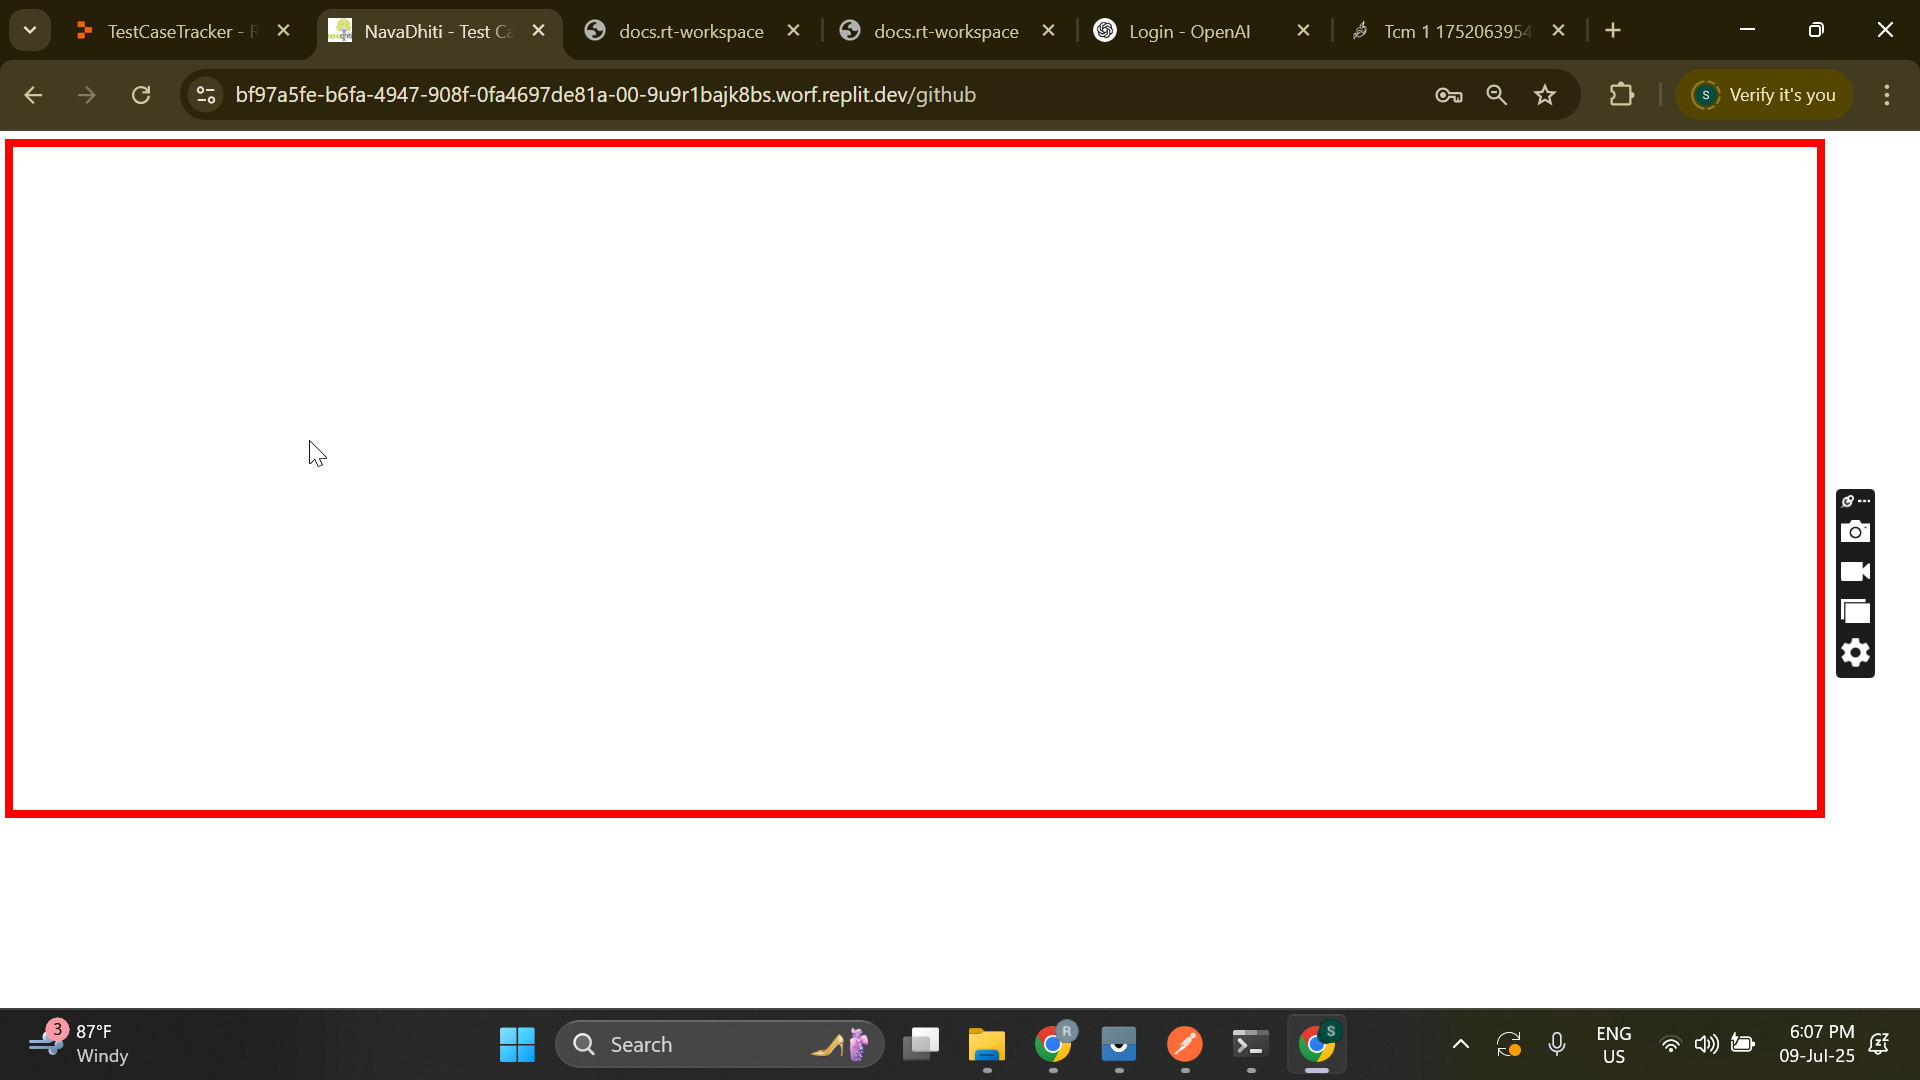 TestCaseTracker - R
NavaDhiti - Test Ca
docs.rt-workspace
docs.rt-workspace
Login - OpenAI
Tcm 1 1752063954
bf97a5fe-b6fa-4947-908f-0fa4697de81a-00-9u9r1bajk8bs.worf.replit.dev/github
S
Verify it's you
3
87°F
Windy
Search
R
S
ENG
US
6:07 PM
09-Jul-25